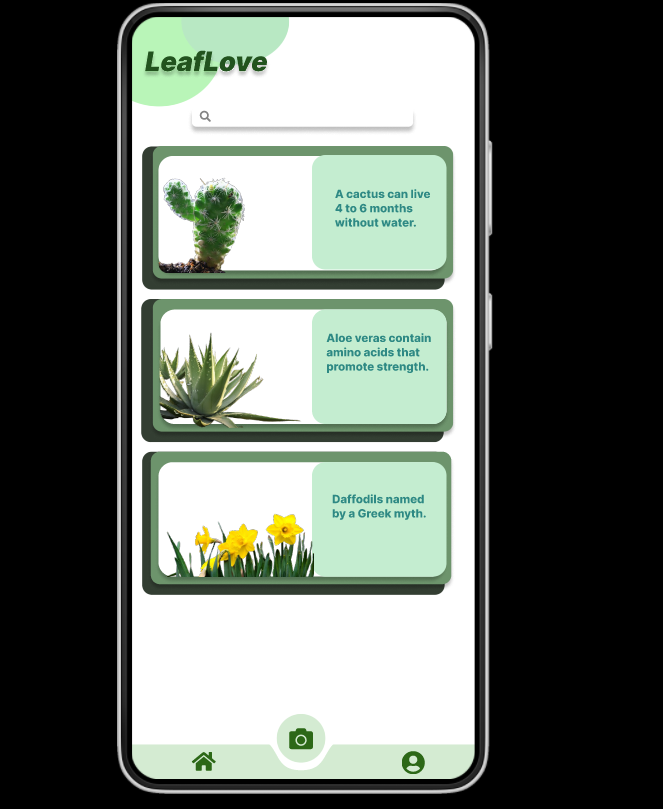 LeafLove
A cactus can live
4 to 6 months
without water.
Aloe veras contain
amino acids that
promote strength.
Daffodils named
by a Greek myth.